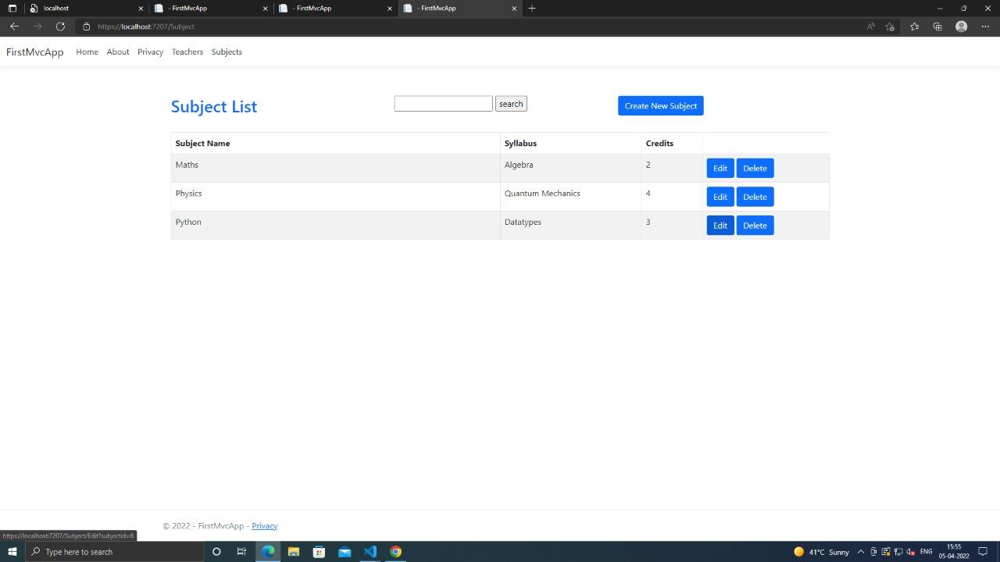 localhost
- FirstMvcApp
- FirstMvcApp
- FirstMvcApp
https://localhost:7207/Subject
FirstMvcApp Home About Privacy Teachers Subjects
Subject List search Create New Subject
Subject Name Syllabus Credits
Maths Algebra 2 Edit Delete
Physics Quantum Mechanics 4 Edit Delete
Python Datatypes 3 Edit Delete
© 2022 - FirstMvcApp - Privacy
https://localhost:7207/Subject/Edit?subjectid=6
Type here to search
41°C Sunny
ENG
15:55
05-04-2022